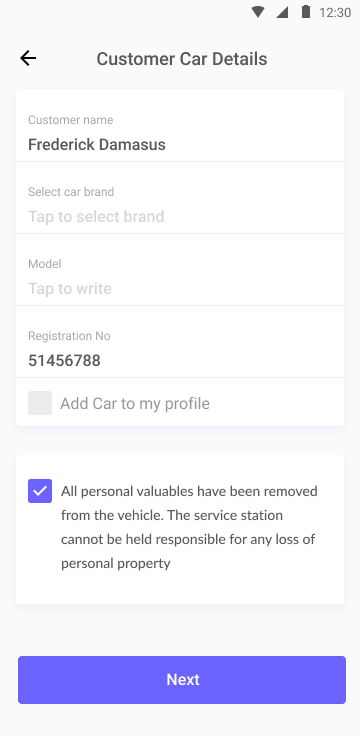 12:30
Customer Car Details
Customer name
Frederick Damasus
Select car brand
Tap to select brand
Model
Tap to write
Registration No
51456788
Add Car to my profile
All personal valuables have been removed
from the vehicle. The service station
cannot be held responsible for any loss of
personal property
Next